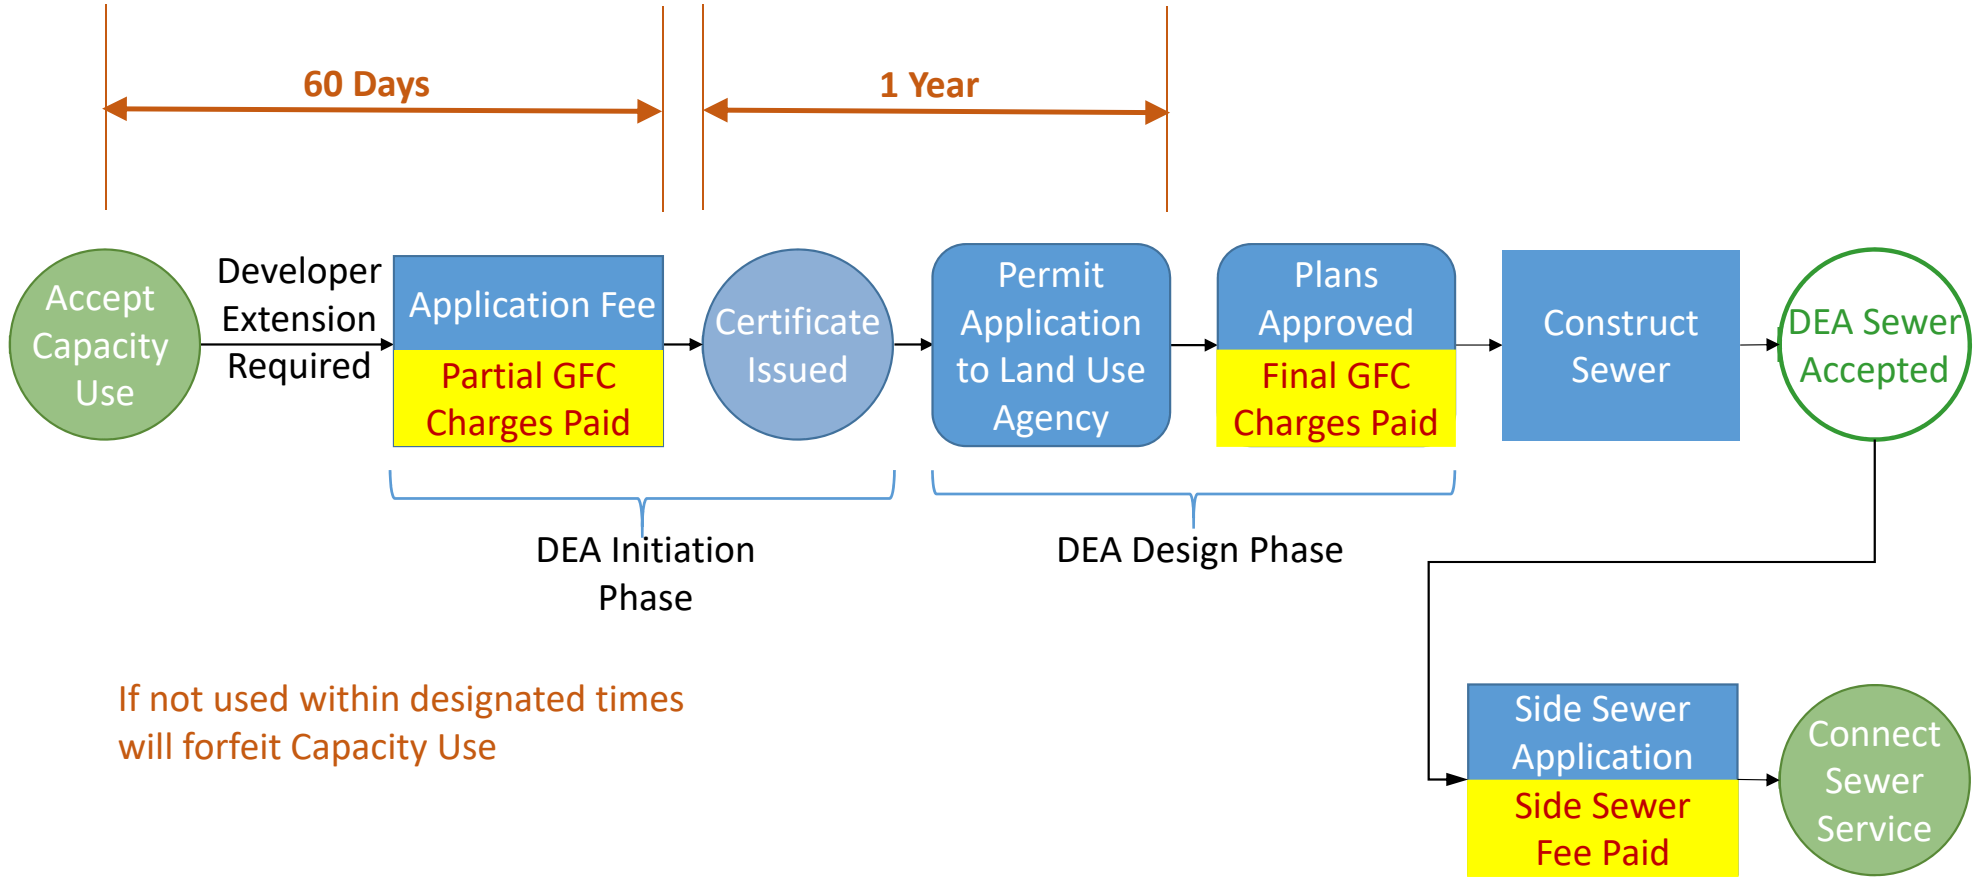 60 Days
1 Year
Accept
Capacity
Use
Developer
Extension
Required
Application Fee
Partial GFC
Charges Paid
Certificate
Issued
Permit
Application
to Land Use
Agency
Plans
Approved
Final GFC
Charges Paid
Construct
Sewer
DEA Sewer
Accepted
DEA Initiation
Phase
DEA Design Phase
If not used within designated times
will forfeit Capacity Use
Side Sewer
Application
Side Sewer
Fee Paid
Connect
Sewer
Service